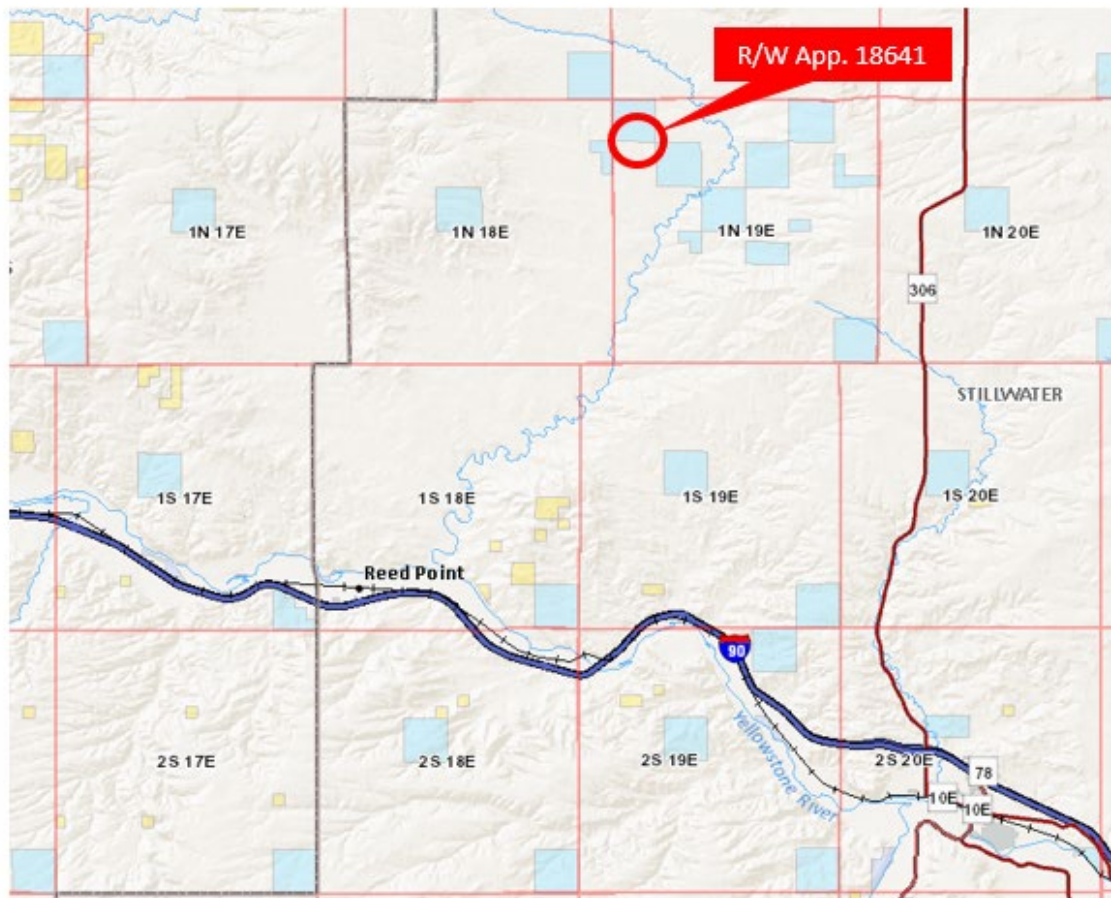 R/W App. 18641
1N 17E
1N 18E
1N 19E
1N 20E
306
STILLWATER
1S 17E
1S 18E
1S 19E
1S 20E
Reed Point
90
2S 17E
2S 18E
2S 19E
Yellowstone River
2S 20E
78
10E
10E